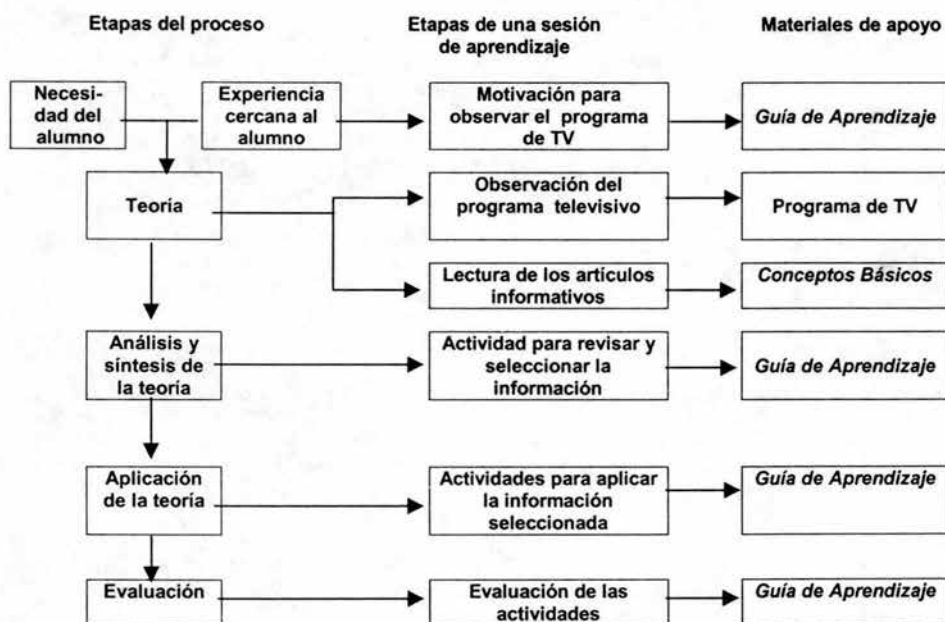 Etapas del proceso
Etapas de una sesión
de aprendizaje
Materiales de apoyo
Necesi-
dad del
alumno
Experiencia
cercana al
alumno
Motivación para
observar el programa
de TV
Guía de Aprendizaje
Teoría
Observación del
programa televisivo
Programa de TV
Lectura de los artículos
informativos
Conceptos Básicos
Análisis y
síntesis de
la teoría
Actividad para revisar y
seleccionar la
información
Guía de Aprendizaje
Aplicación
de la teoría
Actividades para aplicar
la información
seleccionada
Guía de Aprendizaje
Evaluación
Evaluación de las
actividades
Guía de Aprendizaje